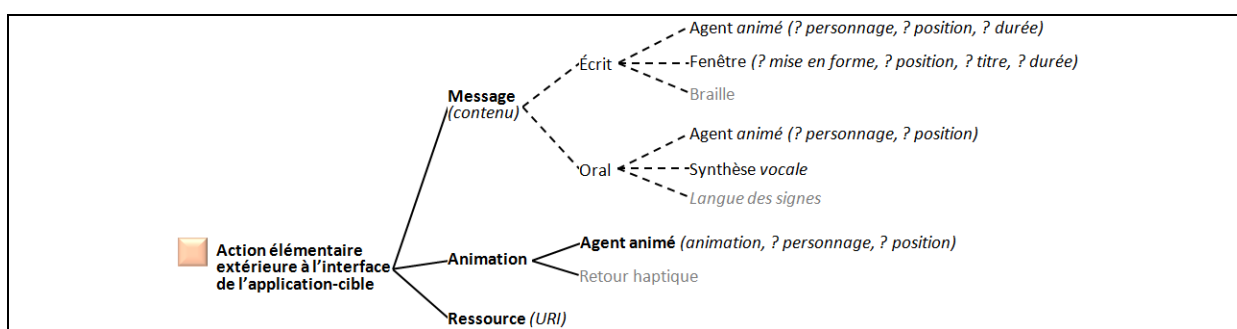 Agent animé (? personnage, ? position, ? durée)
Écrit
Fenêtre (? mise en forme, ? position, ? titre, ? durée)
Braille
Message
(contenu)
Agent animé (? personnage, ? position)
Oral
Synthèse vocale
Langue des signes
Action élémentaire
extérieure à l'interface
de l'application-cible
Animation
Agent animé (animation, ? personnage, ? position)
Retour haptique
Ressource (URI)